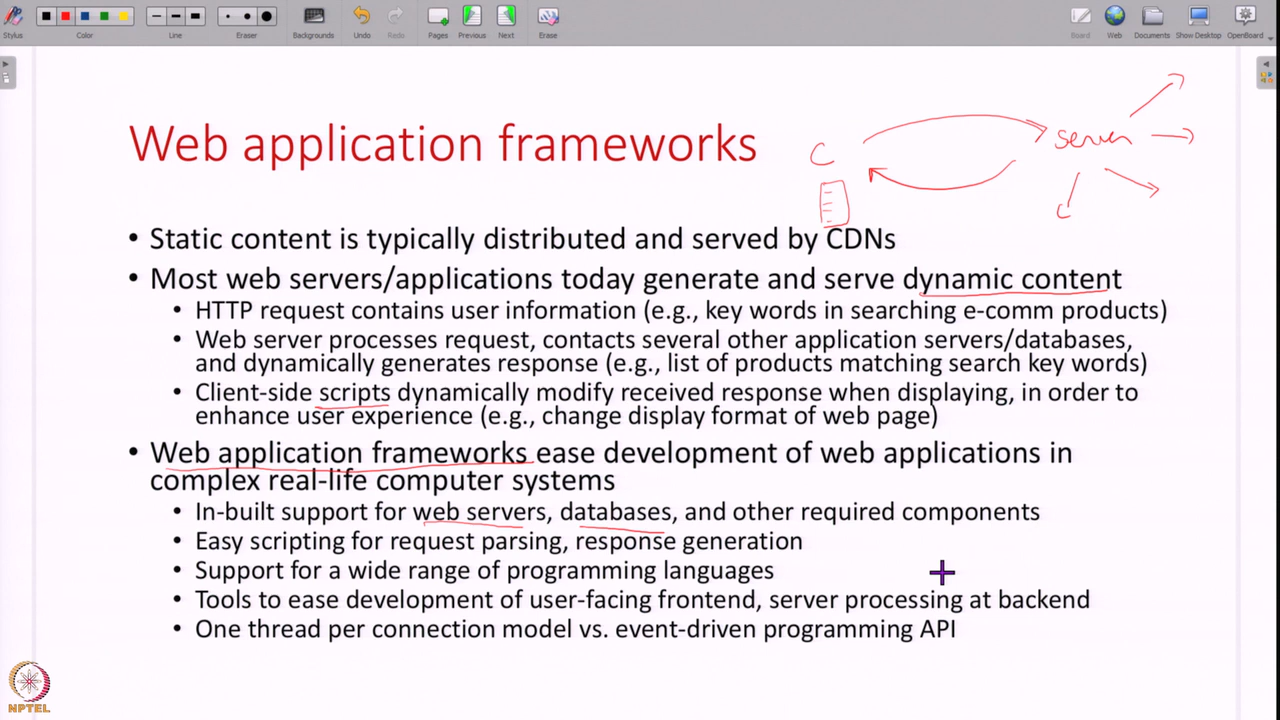 Stylus
Color
Line
Eraser
Backgrounds
Undo
Redo
Pages
Previous
Next
Erase
Board
Web
Documents
Show Desktop
OpenBoard
Web application frameworks
C
server
• Static content is typically distributed and served by CDNs
• Most web servers/applications today generate and serve dynamic content
• HTTP request contains user information (e.g., key words in searching e-comm products)
• Web server processes request, contacts several other application servers/databases,
and dynamically generates response (e.g., list of products matching search key words)
• Client-side scripts dynamically modify received response when displaying, in order to
enhance user experience (e.g., change display format of web page)
• Web application frameworks ease development of web applications in
complex real-life computer systems
• In-built support for web servers, databases, and other required components
• Easy scripting for request parsing, response generation
• Support for a wide range of programming languages
• Tools to ease development of user-facing frontend, server processing at backend
• One thread per connection model vs. event-driven programming API
NPTEL